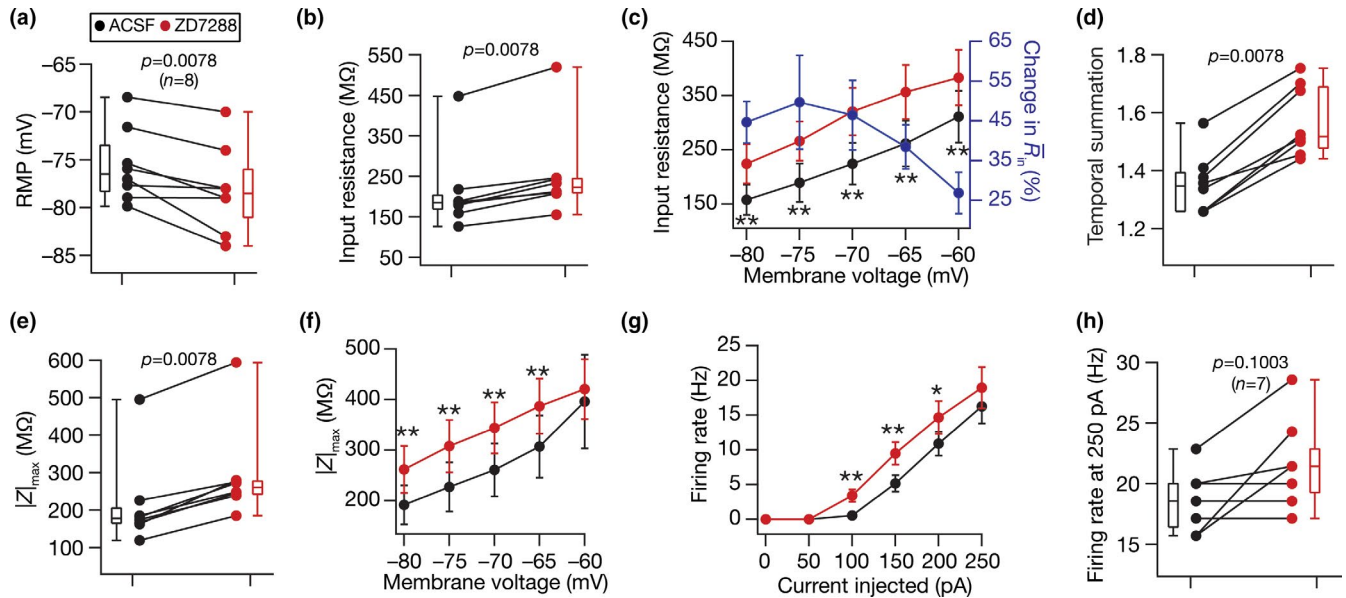 (a)
ACSF ZD7288
p=0.0078
(n=8)
RMP (mV)
−65
−70
−75
−80
−85
(b)
p=0.0078
Input resistance (MΩ)
550
450
350
250
150
50
(c)
Input resistance (MΩ)
450
350
250
150
** ** ** ** **
65
55
45
35
25
Change in R̅in (%)
−80 −75 −70 −65 −60
Membrane voltage (mV)
(d)
p=0.0078
Temporal summation
1.8
1.6
1.4
1.2
(e)
p=0.0078
|Z|max (MΩ)
600
500
400
300
200
100
(f)
|Z|max (MΩ)
500
400
300
200
** ** ** **
−80 −75 −70 −65 −60
Membrane voltage (mV)
(g)
Firing rate (Hz)
25
20
15
10
5
0
** ** *
0 50 100 150 200 250
Current injected (pA)
(h)
p=0.1003
(n=7)
Firing rate at 250 pA (Hz)
30
25
20
15